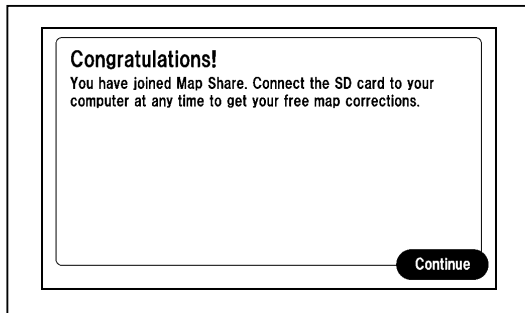 Congratulations!
You have joined Map Share. Connect the SD card to your
computer at any time to get your free map corrections.
Continue